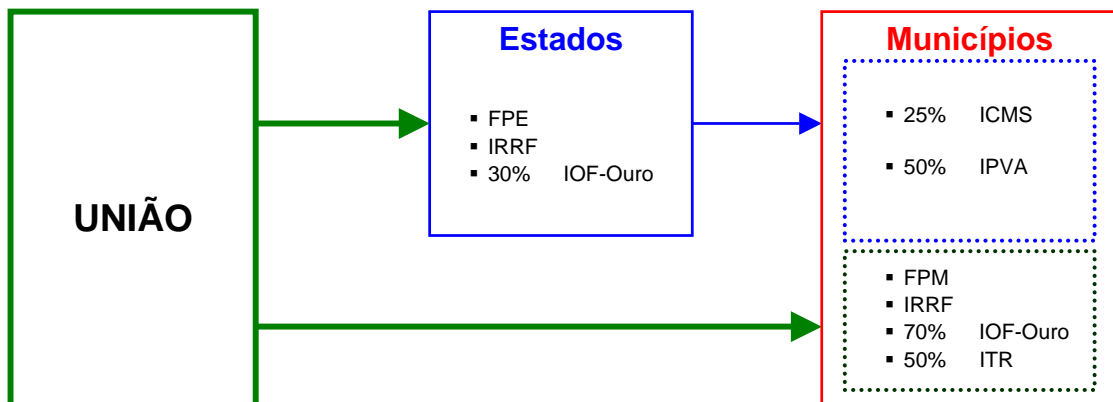 UNIÃO
Estados
▪ FPE
▪ IRRF
▪ 30% IOF-Ouro
Municípios
▪ 25% ICMS
▪ 50% IPVA
▪ FPM
▪ IRRF
▪ 70% IOF-Ouro
▪ 50% ITR